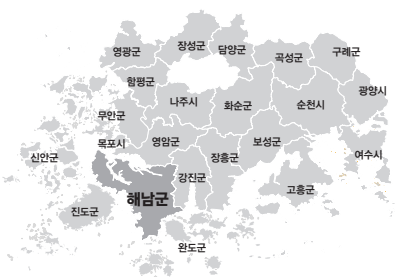 장성군
담양군
영광군
곡성군
구례군
함평군
광양시
나주시
화순군
순천시
무안군
목포시
영암군
보성군
신안군
장흥군
여수시
강진군
고흥군
해남군
진도군
완도군